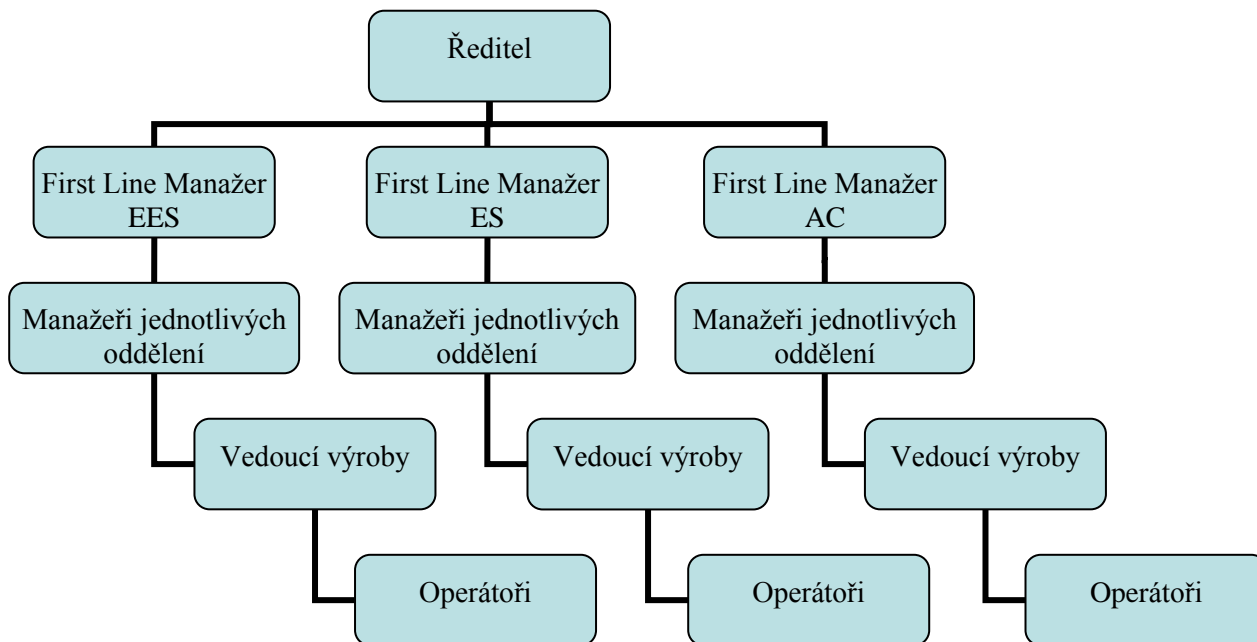 Ředitel
First Line Manažer
EES
First Line Manažer
ES
First Line Manažer
AC
Manažeři jednotlivých
oddělení
Manažeři jednotlivých
oddělení
Manažeři jednotlivých
oddělení
Vedoucí výroby
Vedoucí výroby
Vedoucí výroby
Operátoři
Operátoři
Operátoři